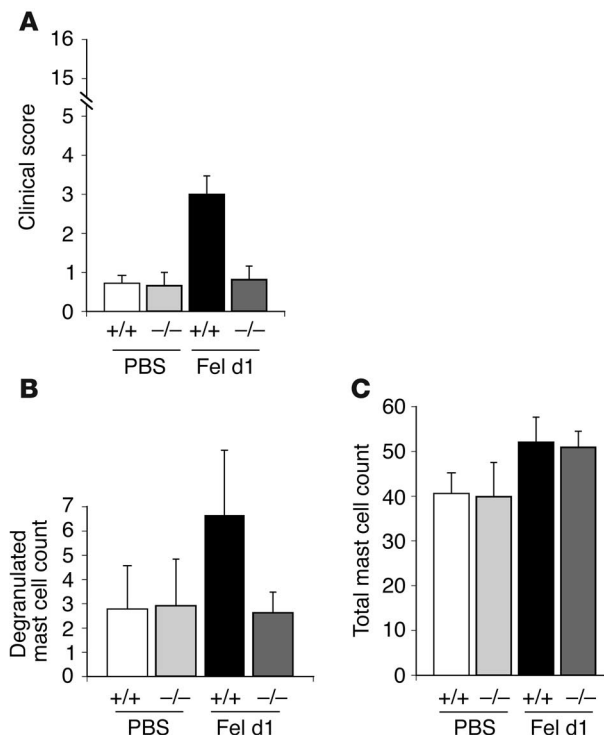 A
16
15
5
4
3
2
1
0
Clinical score
+/+ −/− +/+ −/−
PBS Fel d1
B
7
6
5
4
3
2
1
0
Degranulated
mast cell count
+/+ −/− +/+ −/−
PBS Fel d1
C
60
50
40
30
20
10
0
Total mast cell count
+/+ −/− +/+ −/−
PBS Fel d1